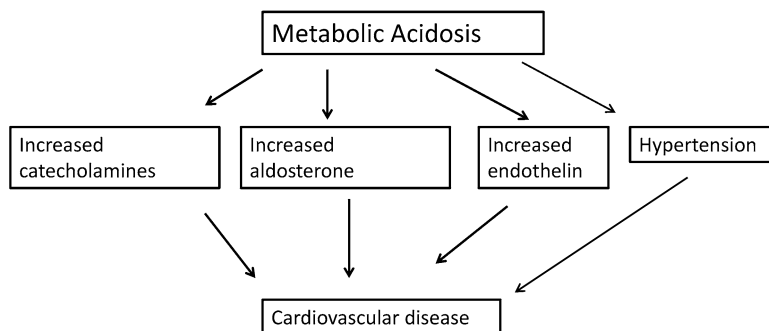 Metabolic Acidosis
Increased
catecholamines
Increased
aldosterone
Increased
endothelin
Hypertension
Cardiovascular disease